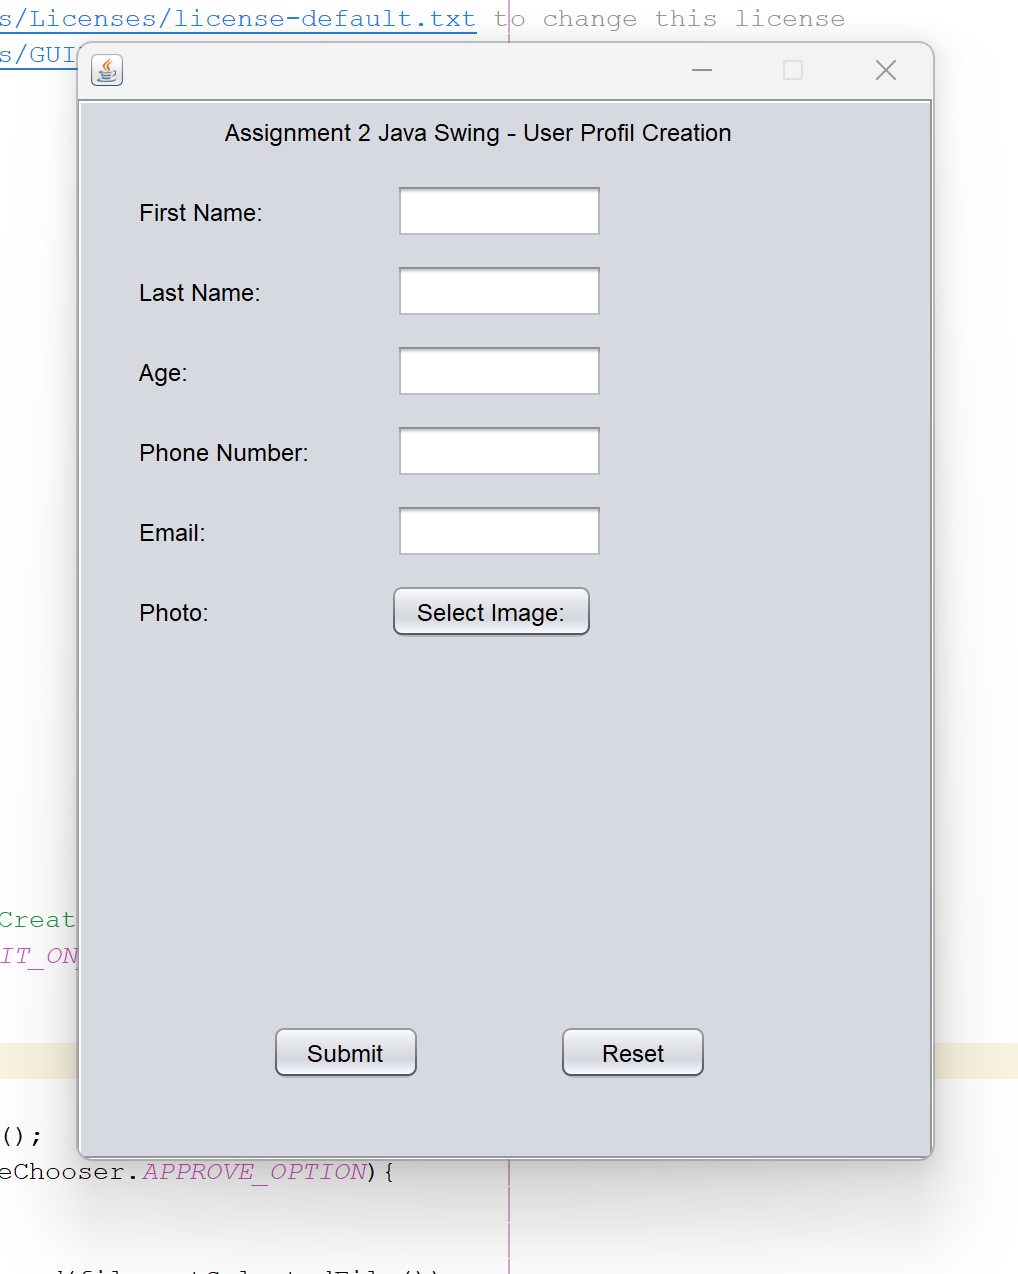 s/Licenses/license-default.txt to change this license
s/GUI
Assignment 2 Java Swing - User Profil Creation
First Name:
Last Name:
Age:
Phone Number:
Email:
Photo:
Select Image:
Creat
IT_ON
Submit
Reset
();
eChooser.APPROVE_OPTION){